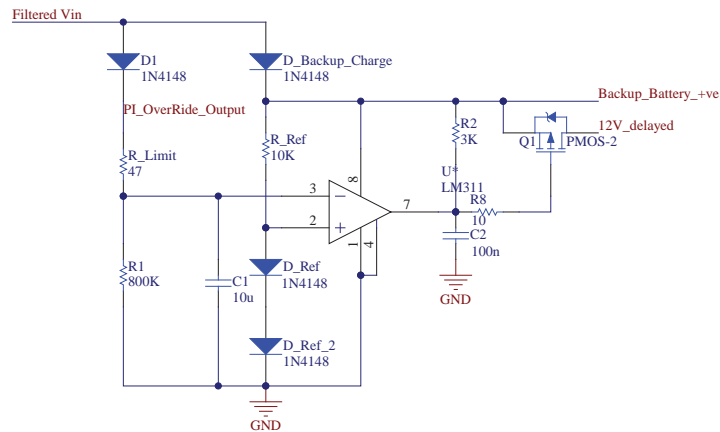 Filtered Vin
D1
1N4148
D_Backup_Charge
1N4148
PI_OverRide_Output
Backup_Battery_+ve
R_Ref
10K
R2
3K
12V_delayed
Q1
PMOS-2
R_Limit
47
U*
LM311
8
3
2
7
1
4
R8
10
C2
100n
GND
R1
800K
C1
10u
D_Ref
1N4148
D_Ref_2
1N4148
GND